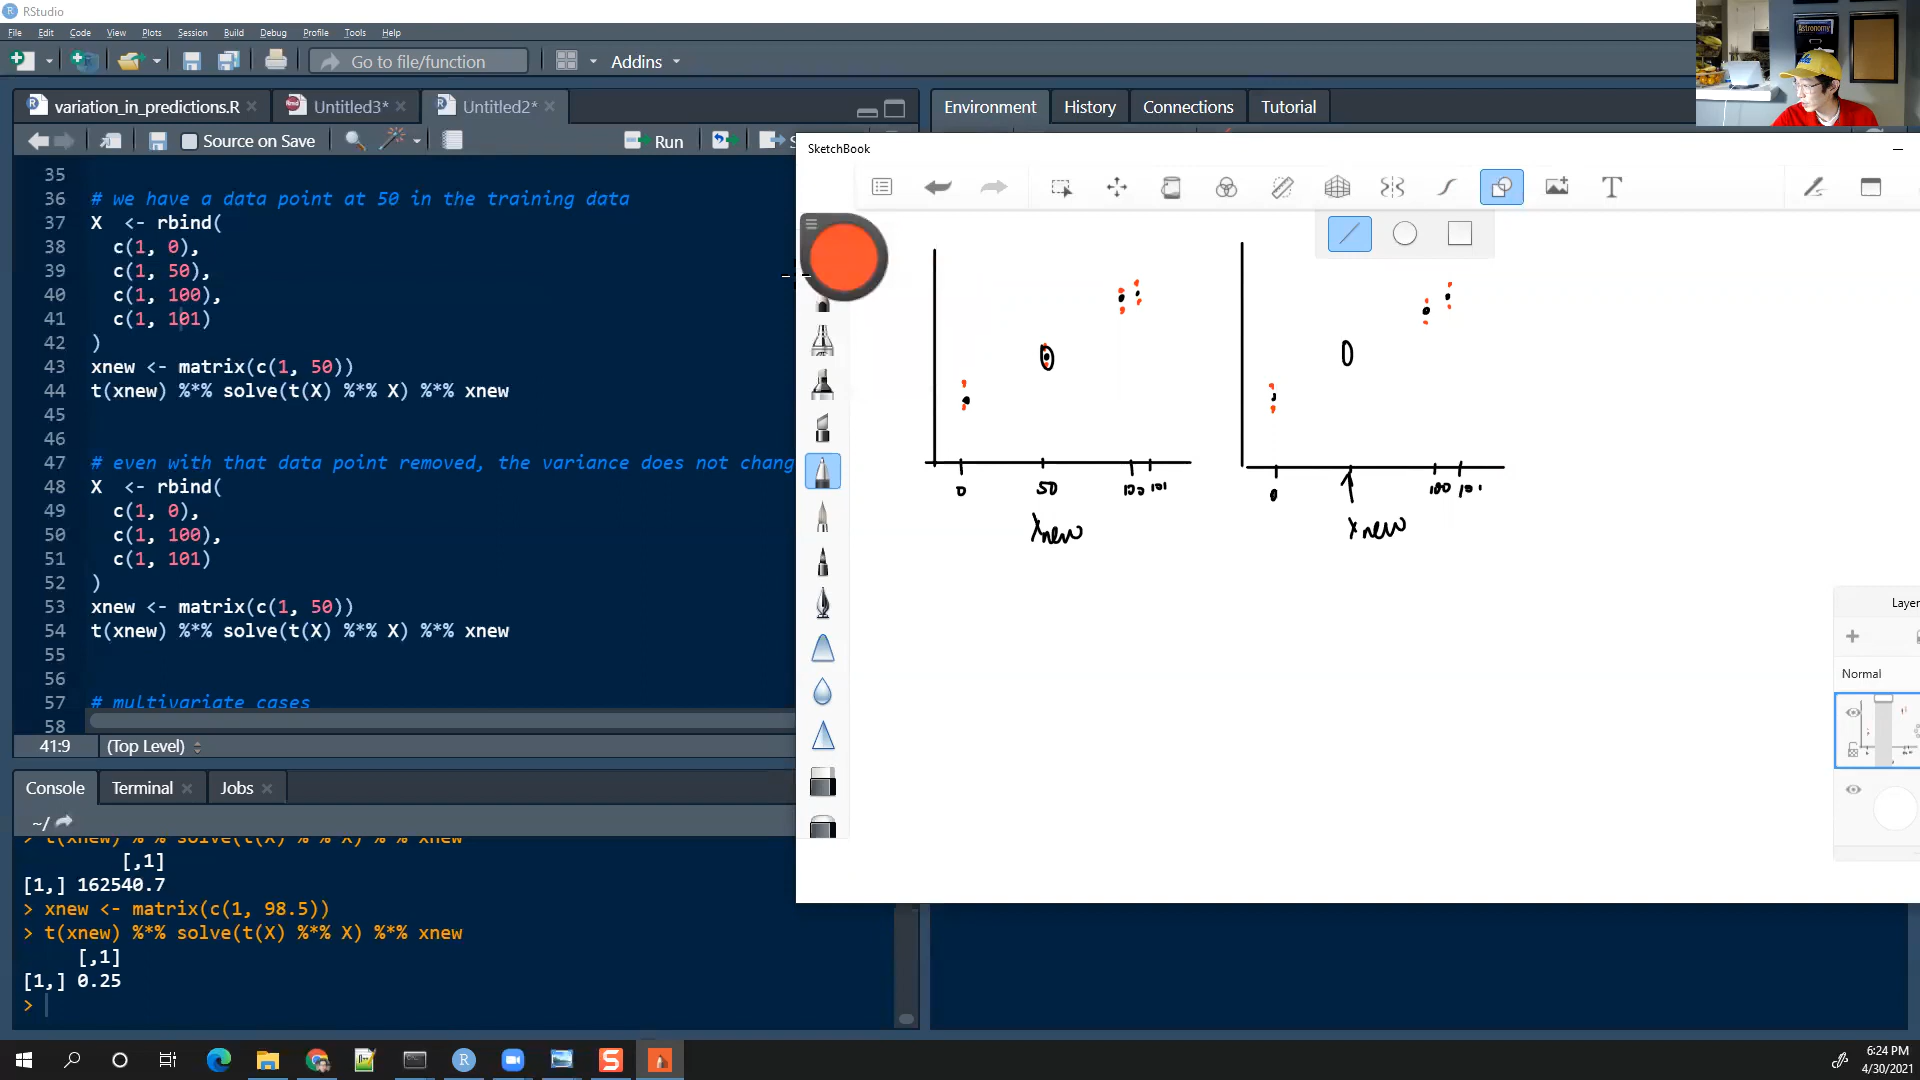 RStudio
File Edit Code View Plots Session Build Debug Profile Tools Help
Go to file/function Addins
variation_in_predictions.R Untitled3* Untitled2*
Environment History Connections Tutorial
Astronomy
Source on Save Run
SketchBook
35
36 # we have a data point at 50 in the training data
37 X <- rbind(
38 c(1, 0),
39 c(1, 50),
40 c(1, 100),
41 c(1, 101)
42 )
43 xnew <- matrix(c(1, 50))
44 t(xnew) %*% solve(t(X) %*% X) %*% xnew
45
46
47 # even with that data point removed, the variance does not chang
48 X <- rbind(
49 c(1, 0),
50 c(1, 100),
51 c(1, 101)
52 )
53 xnew <- matrix(c(1, 50))
54 t(xnew) %*% solve(t(X) %*% X) %*% xnew
55
56
57 # multivariate cases
58
41:9 (Top Level)
0 50 100 101
Xnew
0 100 101
Xnew
Layer
Normal
Console Terminal Jobs
~/
> t(xnew) %*% solve(t(X) %*% X) %*% xnew
[,1]
[1,] 162540.7
> xnew <- matrix(c(1, 98.5))
> t(xnew) %*% solve(t(X) %*% X) %*% xnew
[,1]
[1,] 0.25
>
6:24 PM
4/30/2021